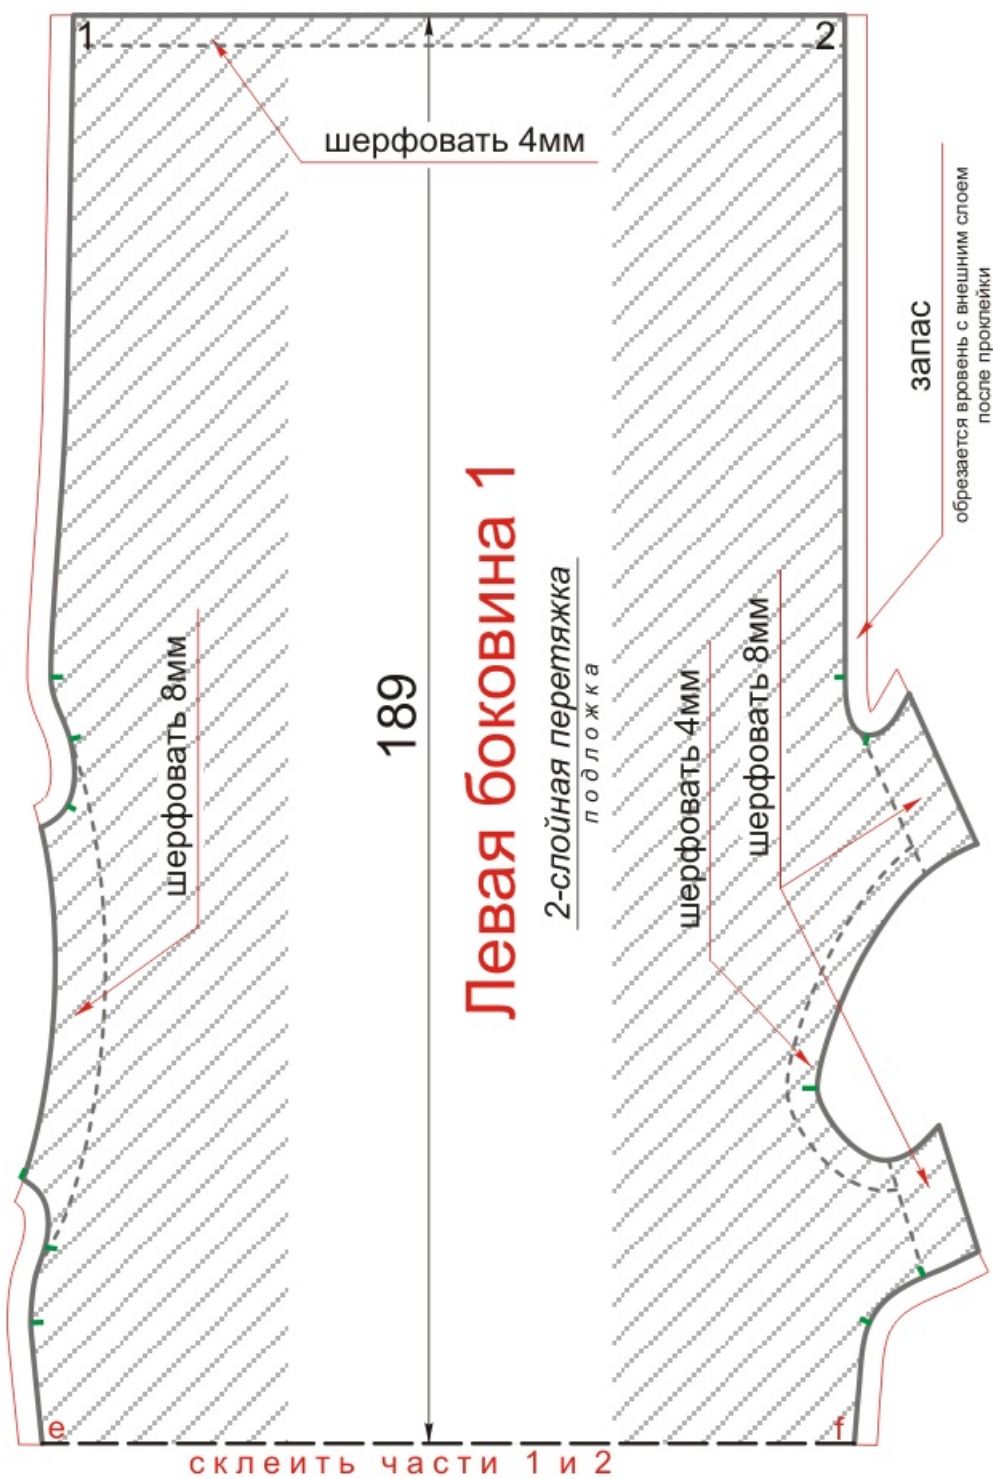 1
2
шерфовать 4мм
запас
обрезается вровень с внешним слоем
после проклейки
189
Левая боковина 1
2-слойная перетяжка
подложка
шерфовать 8мм
шерфовать 4мм
шерфовать 8мм
e
f
склеить части 1 и 2